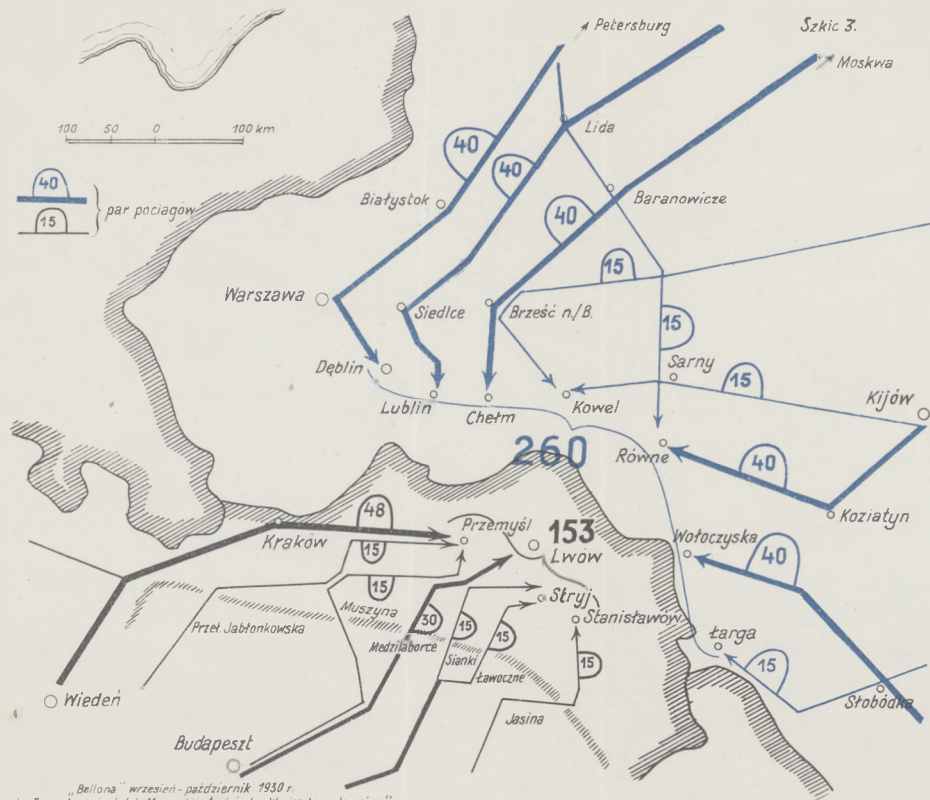 Petersburg
Szkic 3.
Moskwa
100 50 0 100 km
Lida
40
40
40
par pociągów
15
Białystok
40
Baranowicze
15
Warszawa
Siedlce
Brześć n./B.
15
Dęblin
Sarny
15
Lublin
Chełm
Kowel
Kijów
260
Równe
40
Koziatyn
48
Kraków
Przemyśl
153
Lwów
Wołoczyska
40
15
15
Muszyna
Stryj
Przeł. Jabłonkowska
30
15
15
Stanisławów
Medzilaborce
Sianki
Ławoczne
15
Łarga
15
Wiedeń
Jasina
Słobódka
Budapeszt
„Bellona" wrzesień-październik 1930 r.